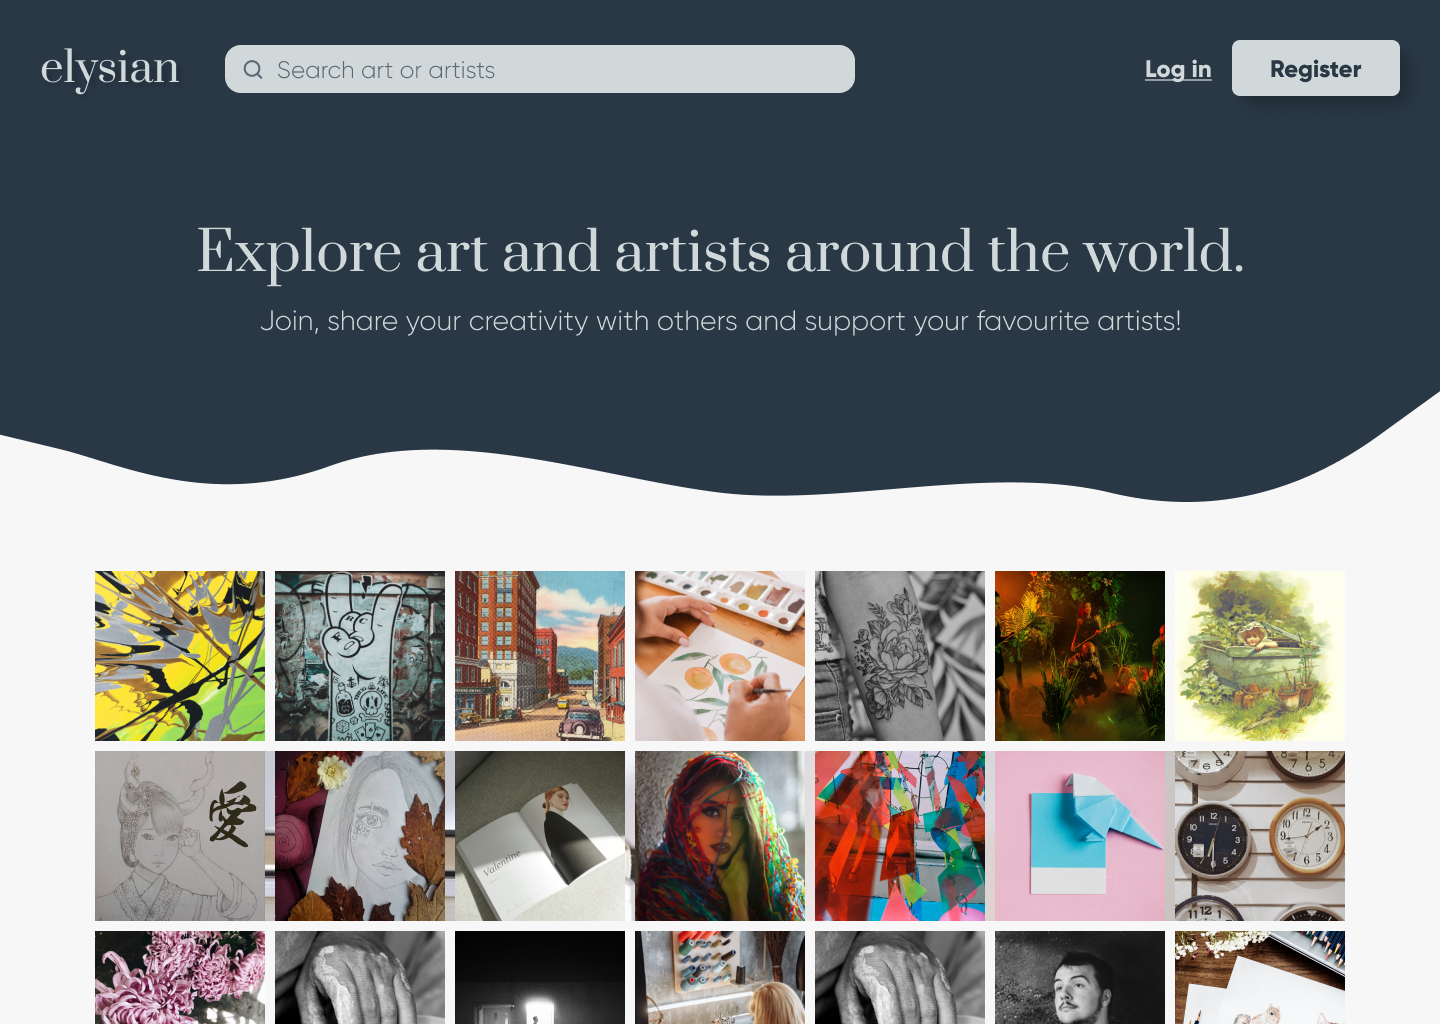 elysian
Search art or artists
Log in
Register
Explore art and artists around the world.
Join, share your creativity with others and support your favourite artists!
愛
Valentine